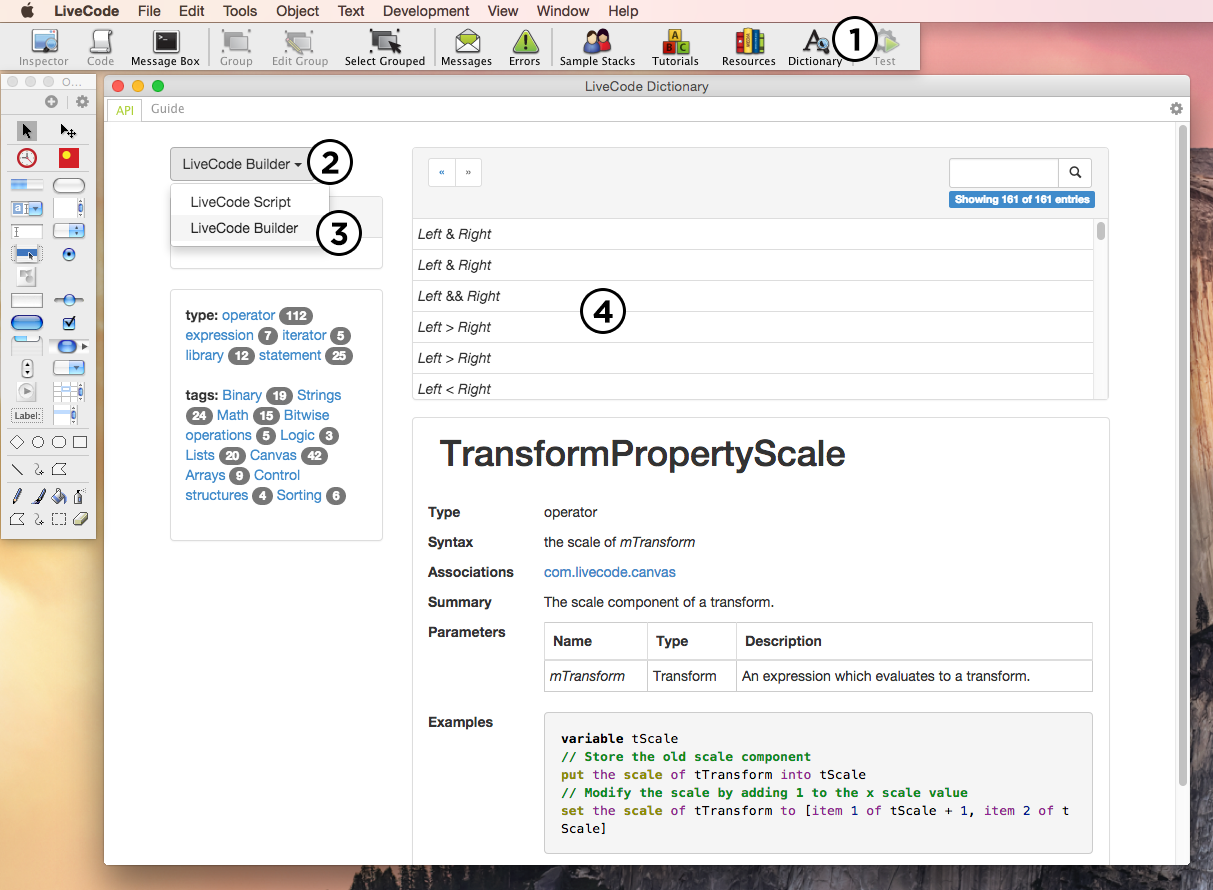 LiveCode File Edit Tools Object Text Development View Window Help
Inspector Code Message Box Group Edit Group Select Grouped Messages Errors Sample Stacks Tutorials Resources Dictionary 1 Test
O...
LiveCode Dictionary
API Guide
LiveCode Builder 2
LiveCode Script
LiveCode Builder 3
type: operator 112
expression 7 iterator 5
library 12 statement 25
tags: Binary 19 Strings
24 Math 15 Bitwise
operations 5 Logic 3
Lists 20 Canvas 42
Arrays 9 Control
structures 4 Sorting 6
Label:
« »
Showing 161 of 161 entries
Left & Right
Left & Right
Left && Right
4
Left > Right
Left > Right
Left < Right
TransformPropertyScale
Type operator
Syntax the scale of mTransform
Associations com.livecode.canvas
Summary The scale component of a transform.
Parameters
Name Type Description
mTransform Transform An expression which evaluates to a transform.
Examples
variable tScale
// Store the old scale component
put the scale of tTransform into tScale
// Modify the scale by adding 1 to the x scale value
set the scale of tTransform to [item 1 of tScale + 1, item 2 of t
Scale]